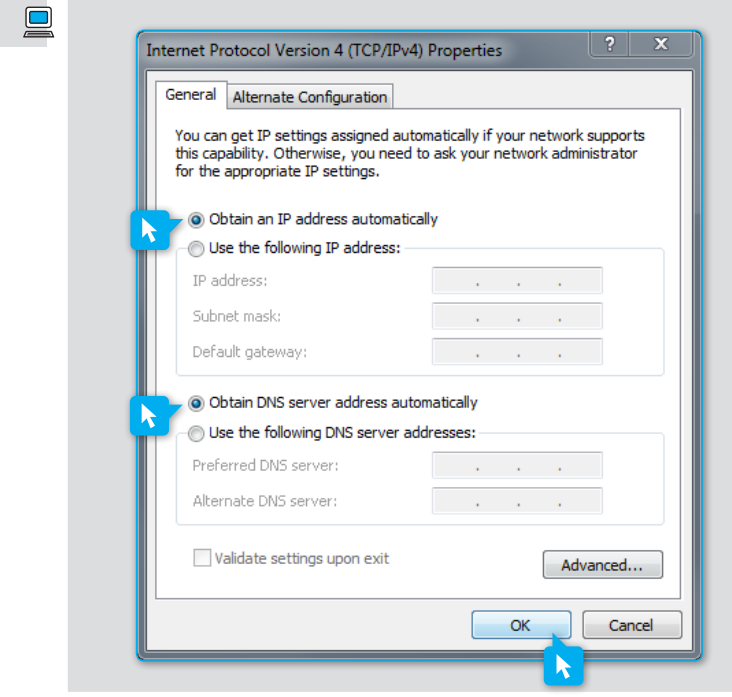 Internet Protocol Version 4 (TCP/IPv4) Properties
?
X
General
Alternate Configuration
You can get IP settings assigned automatically if your network supports
this capability. Otherwise, you need to ask your network administrator
for the appropriate IP settings.
Obtain an IP address automatically
Use the following IP address:
IP address: . . .
Subnet mask: . . .
Default gateway: . . .
Obtain DNS server address automatically
Use the following DNS server addresses:
Preferred DNS server: . . .
Alternate DNS server: . . .
Validate settings upon exit
Advanced...
OK
Cancel